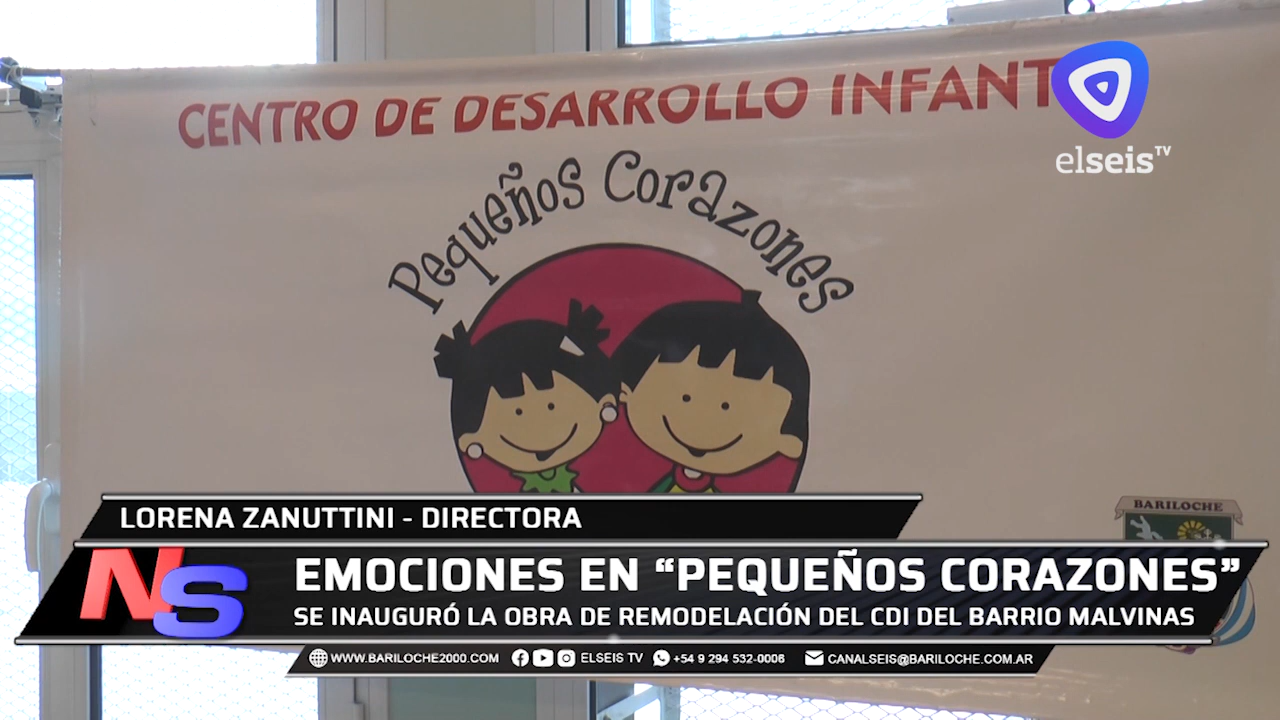 CENTRO DE DESARROLLO INFANT
elseis TV
Pequeños Corazones
BARILOCHE
LORENA ZANUTTINI - DIRECTORA
NS
EMOCIONES EN “PEQUEÑOS CORAZONES”
SE INAUGURÓ LA OBRA DE REMODELACIÓN DEL CDI DEL BARRIO MALVINAS
WWW.BARILOCHE2000.COM ELSEIS TV +54 9 294 532-0006 CANALSEIS@BARILOCHE.COM.AR